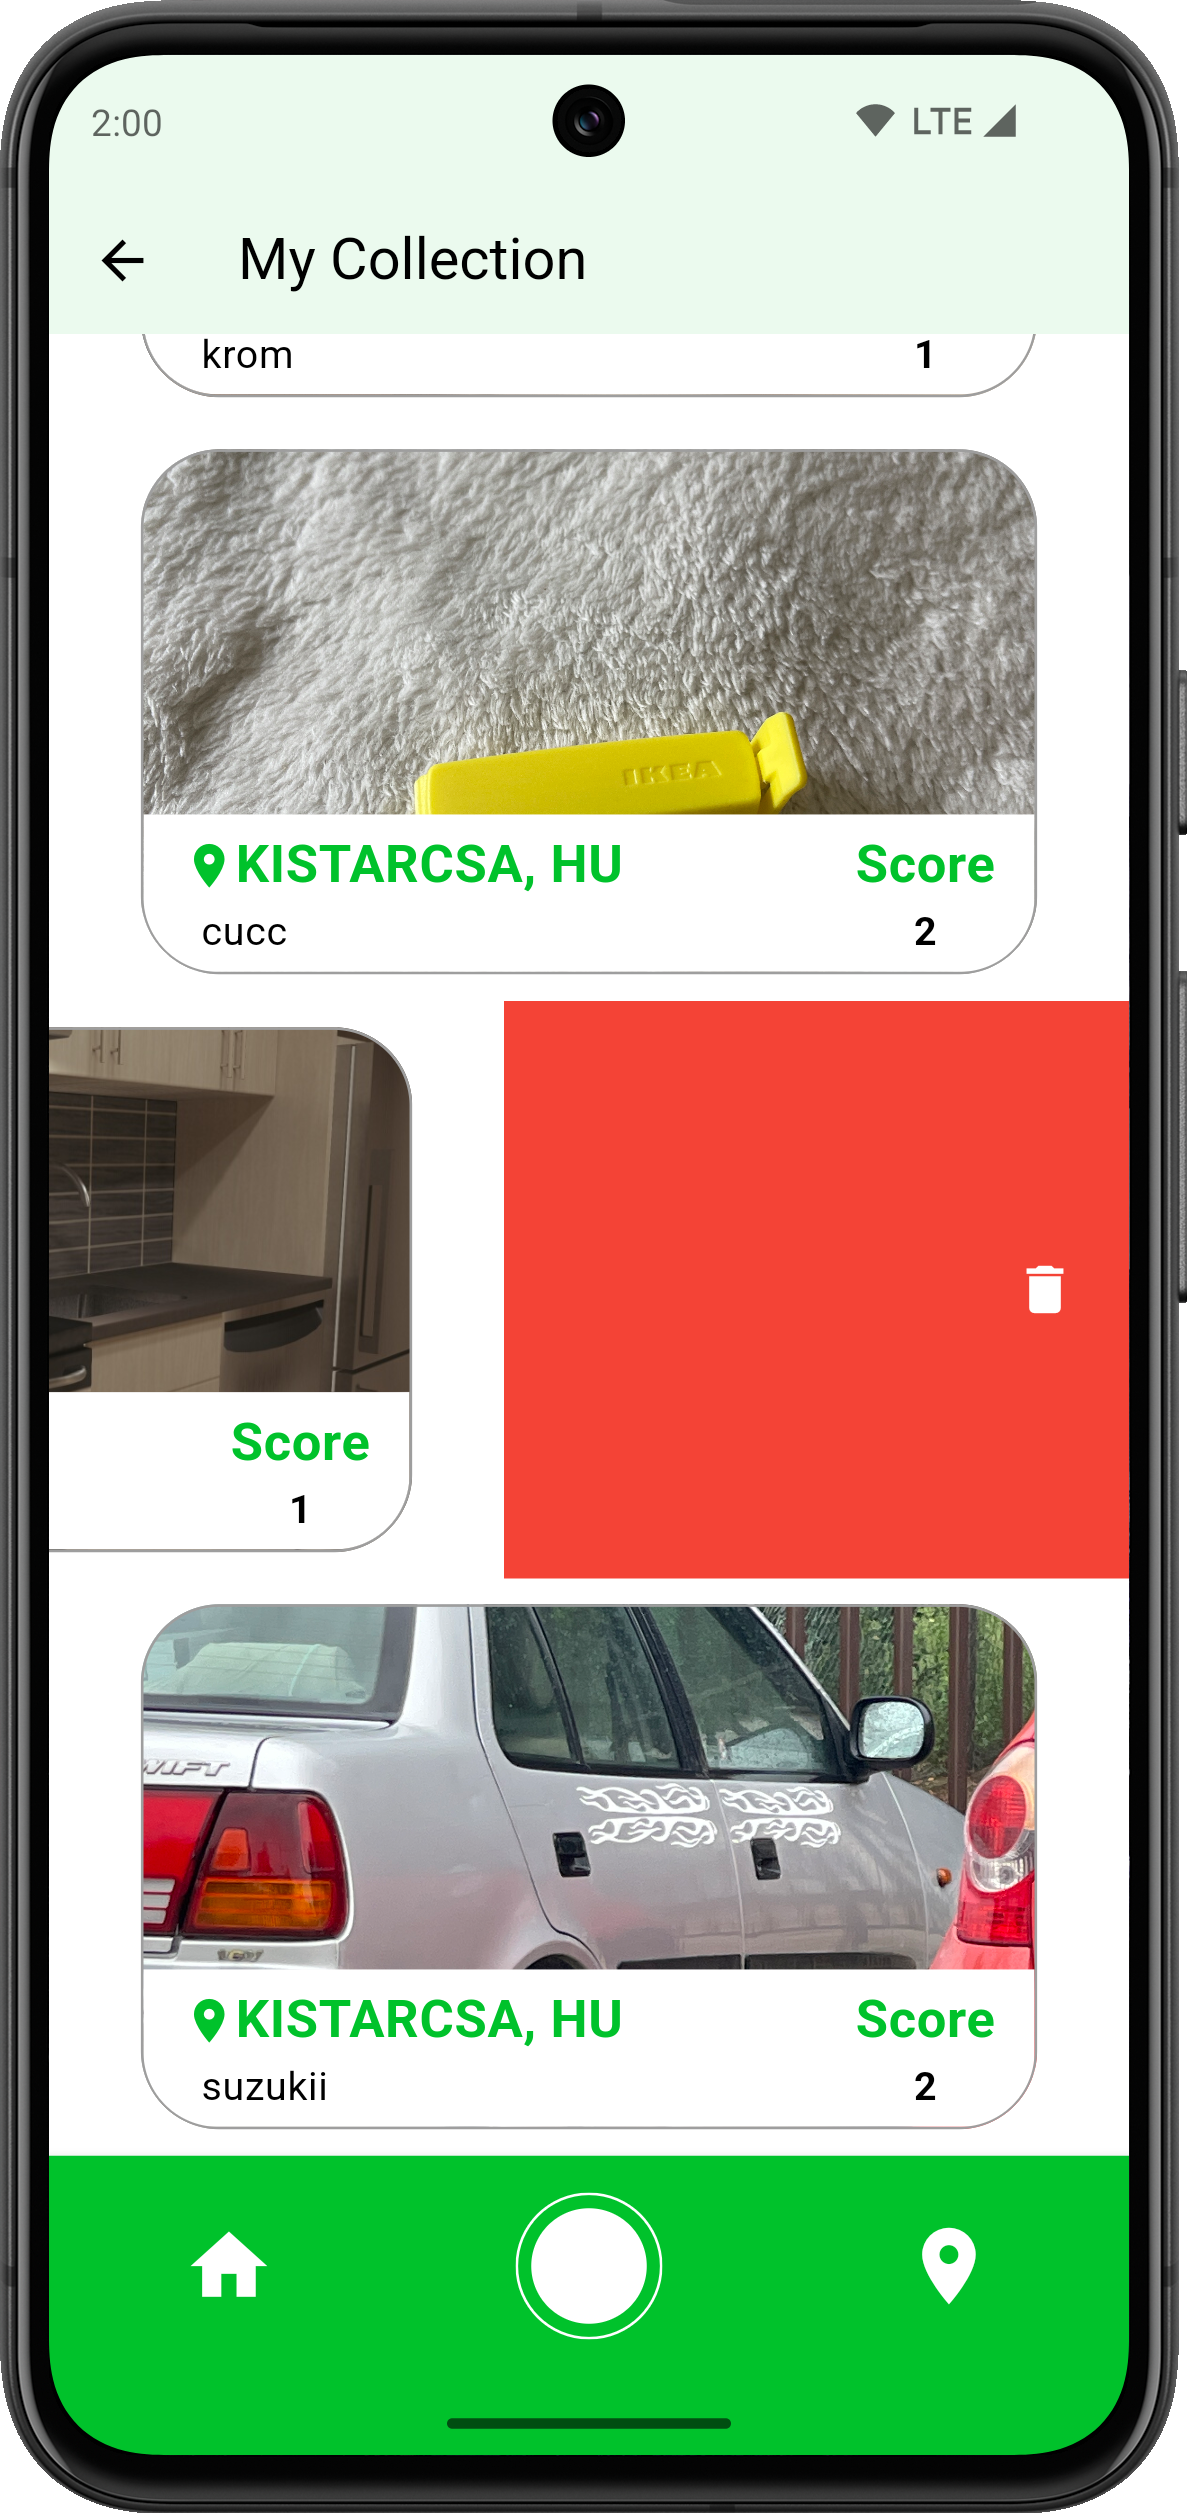 2:00
LTE
My Collection
krom
1
IKEA
KISTARCSA, HU
Score
cucc
2
Score
1
WIFT
KISTARCSA, HU
Score
suzukii
2